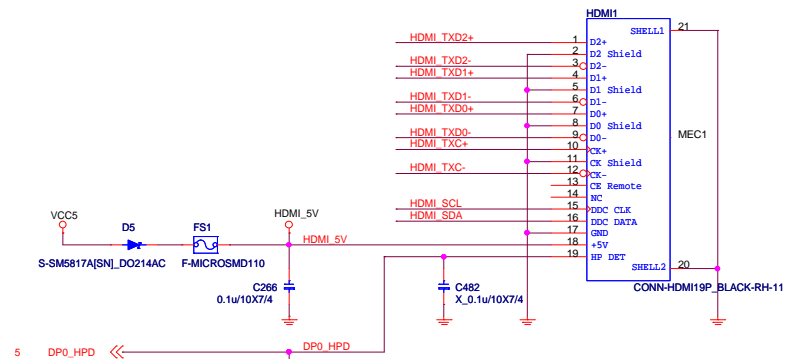 HDMI1
21
SHELL1
HDMI_TXD2+ 1 D2+
2 D2 Shield
HDMI_TXD2- 3 D2-
HDMI_TXD1+ 4 D1+
5 D1 Shield
HDMI_TXD1- 6 D1-
HDMI_TXD0+ 7 D0+
8 D0 Shield
MEC1
HDMI_TXD0- 9 D0-
HDMI_TXC+ 10 CK+
11 CK Shield
HDMI_TXC- 12 CK-
13 CE Remote
14 NC
HDMI_SCL 15 DDC CLK
HDMI_SDA 16 DDC DATA
VCC5 D5 FS1 HDMI_5V
17 GND
HDMI_5V 18 +5V
19 HP DET
S-SM5817A[SN]_DO214AC F-MICROSMD110
SHELL2 20
C266
0.1u/10X7/4
C482
X_0.1u/10X7/4
CONN-HDMI19P_BLACK-RH-11
5 DP0_HPD DP0_HPD